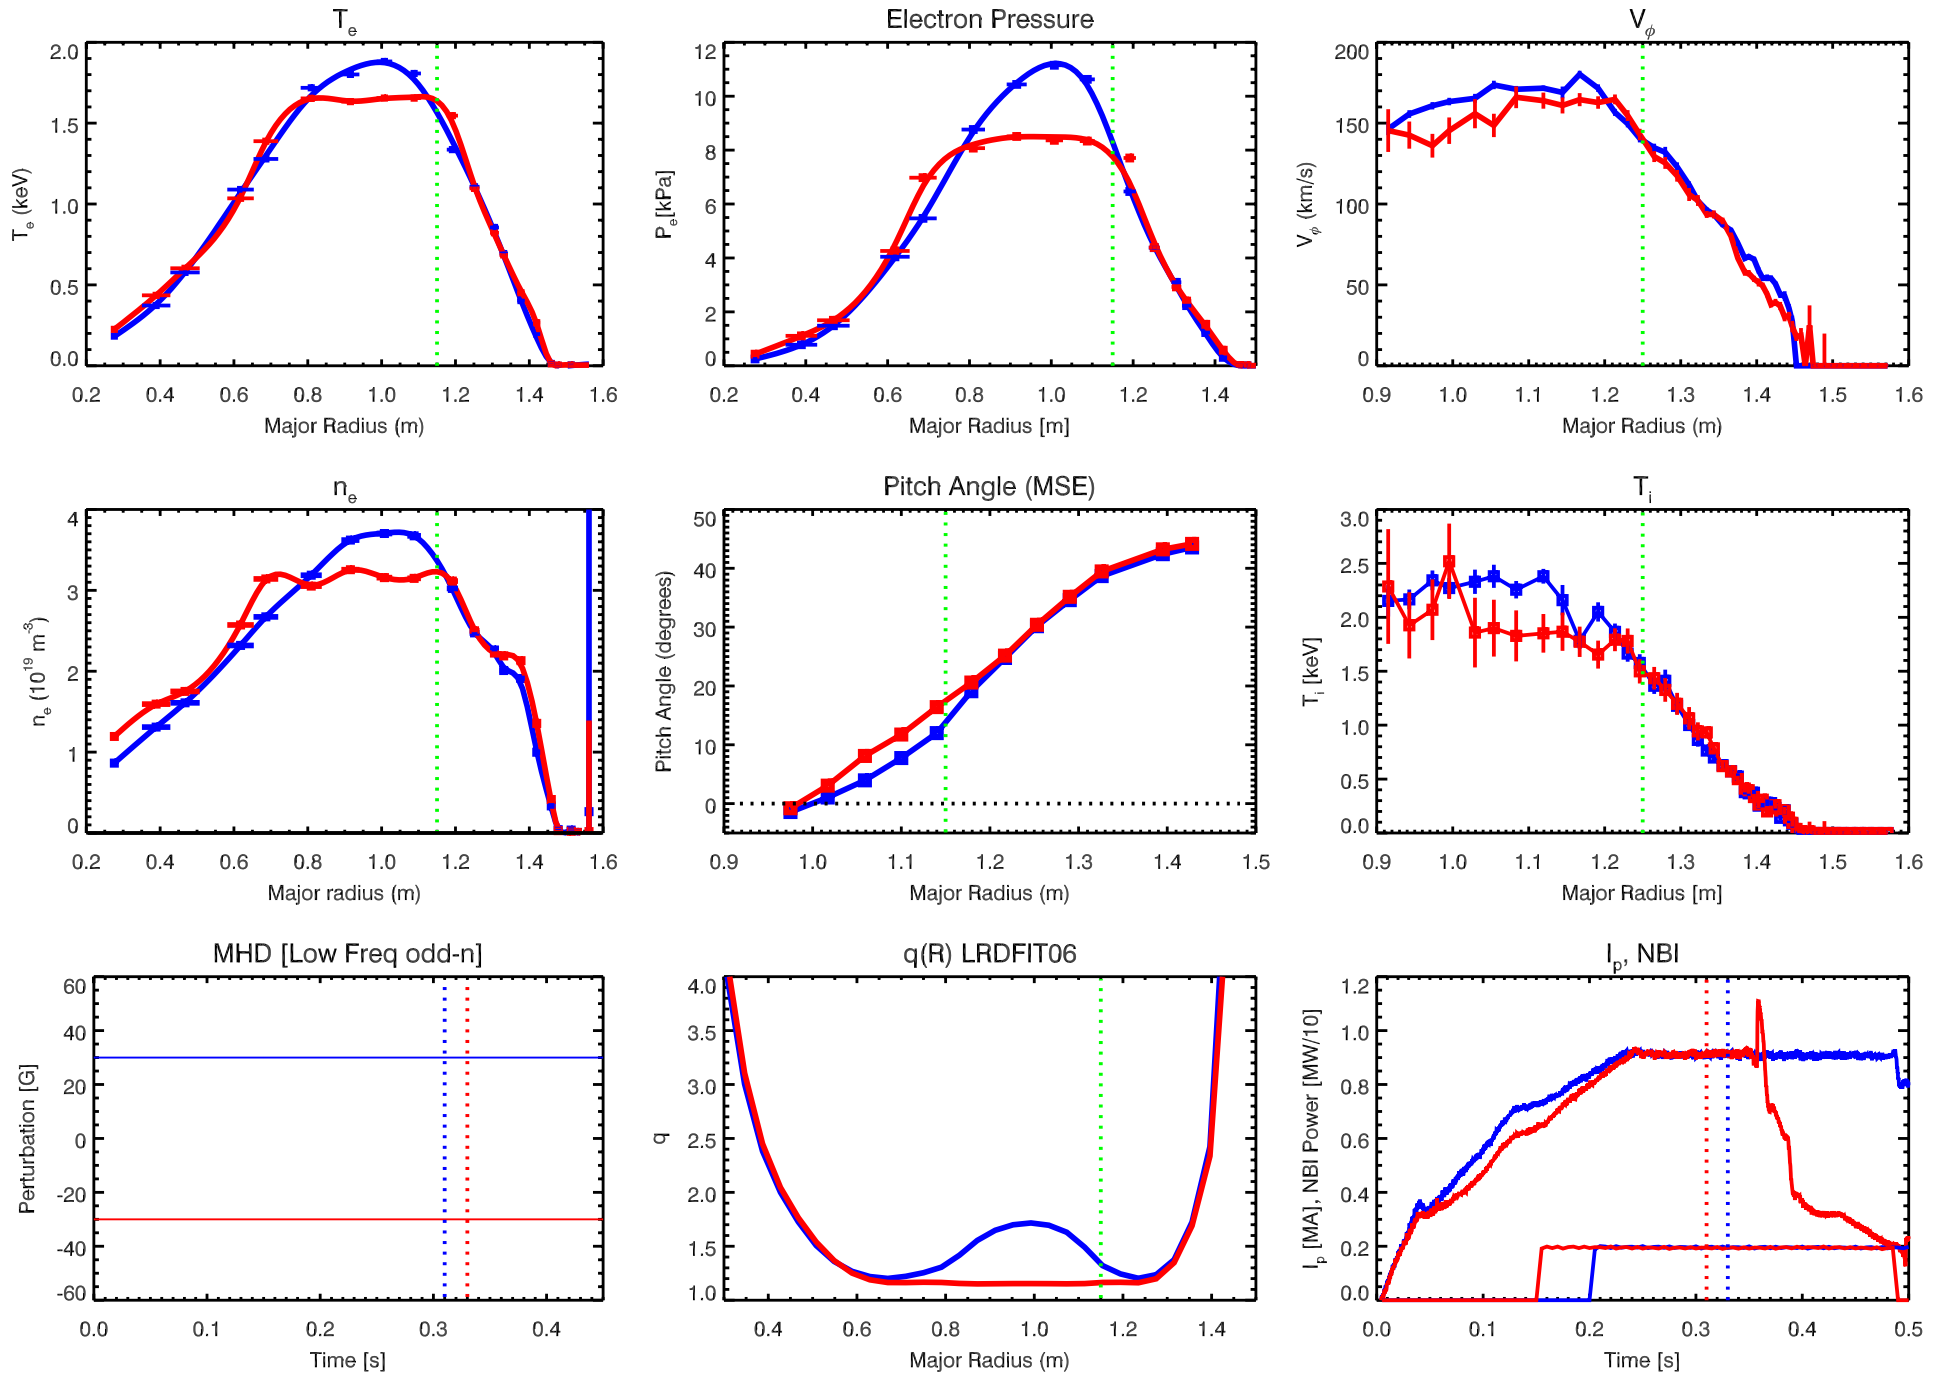 T_e
2.0
1.5
1.0
0.5
0.0
T_e (keV)
0.2 0.4 0.6 0.8 1.0 1.2 1.4 1.6
Major Radius (m)
Electron Pressure
12
10
8
6
4
2
0
P_e[kPa]
0.2 0.4 0.6 0.8 1.0 1.2 1.4
Major Radius [m]
V_ϕ
200
150
100
50
0
V_ϕ (km/s)
0.9 1.0 1.1 1.2 1.3 1.4 1.5 1.6
Major Radius (m)
n_e
4
3
2
1
0
n_e (10^19 m^-3)
0.2 0.4 0.6 0.8 1.0 1.2 1.4 1.6
Major radius (m)
Pitch Angle (MSE)
50
40
30
20
10
0
Pitch Angle (degrees)
0.9 1.0 1.1 1.2 1.3 1.4 1.5
Major Radius (m)
T_i
3.0
2.5
2.0
1.5
1.0
0.5
0.0
T_i [keV]
0.9 1.0 1.1 1.2 1.3 1.4 1.5 1.6
Major Radius [m]
MHD [Low Freq odd-n]
60
40
20
0
-20
-40
-60
Perturbation [G]
0.0 0.1 0.2 0.3 0.4
Time [s]
q(R) LRDFIT06
4.0
3.5
3.0
2.5
2.0
1.5
1.0
q
0.4 0.6 0.8 1.0 1.2 1.4
Major Radius (m)
I_p, NBI
1.2
1.0
0.8
0.6
0.4
0.2
0.0
I_p [MA], NBI Power [MW/10]
0.0 0.1 0.2 0.3 0.4 0.5
Time [s]